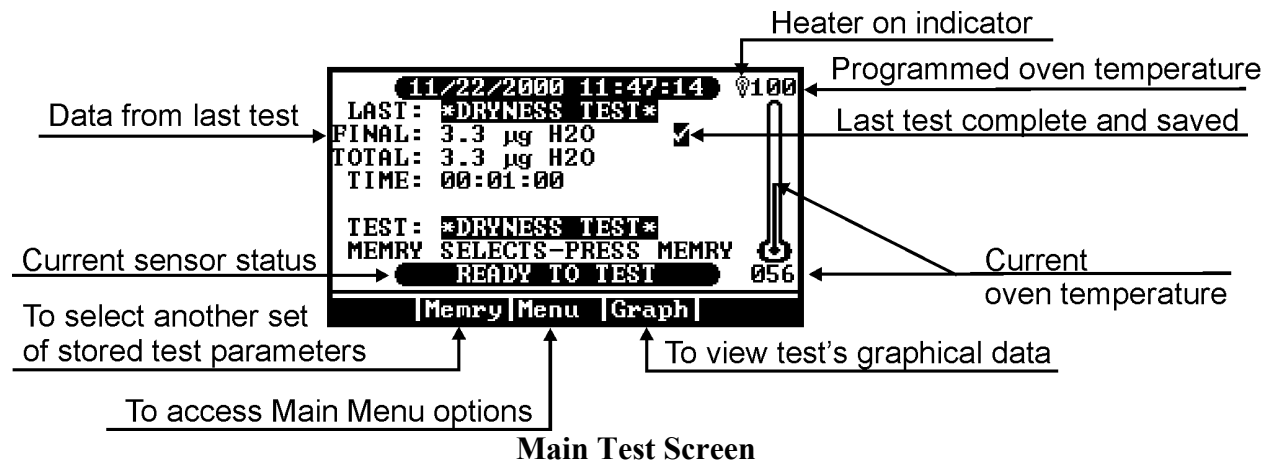 Heater on indicator
Programmed oven temperature
11/22/2000 11:47:14 100
Data from last test
LAST: *DRYNESS TEST*
FINAL: 3.3 µg H2O
Last test complete and saved
TOTAL: 3.3 µg H2O
TIME: 00:01:00
TEST: *DRYNESS TEST*
MEMRY SELECTS-PRESS MEMRY
Current sensor status
READY TO TEST 056
Current
oven temperature
|Memry|Menu |Graph|
To select another set
of stored test parameters
To view test's graphical data
To access Main Menu options
Main Test Screen